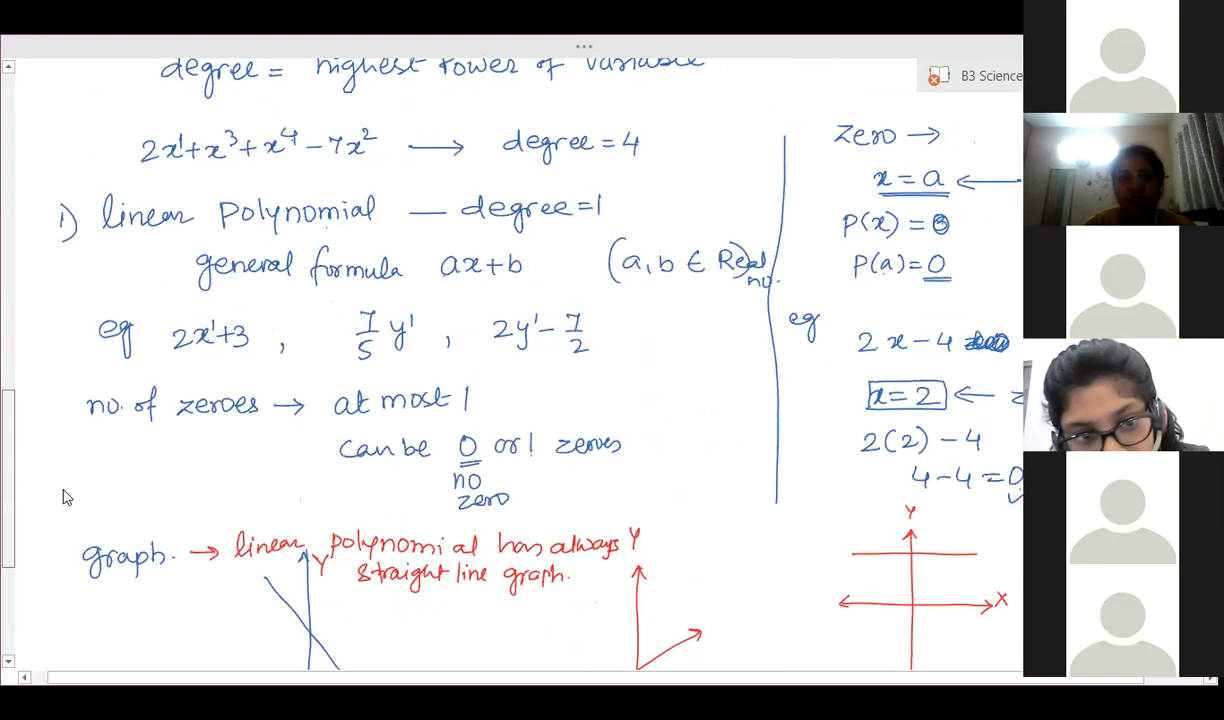 degree = highest Power of variable
B3 Science
2x¹+x³+x⁴-7x² → degree=4
1) linear Polynomial — degree=1
general formula ax+b (a,b ∈ Real no.)
eg 2x¹+3 , 7/5 y¹ , 2y¹-7/2
no. of zeroes → at most 1
can be 0 or 1 zeroes
no
zero
graph. → linear polynomial has always
straight line graph.
Y
Y
zero →
x=a ←
P(x) = 0
P(a)=0
eg
2x-4
x=2 ← z
2(2)-4
4-4=0
Y
X